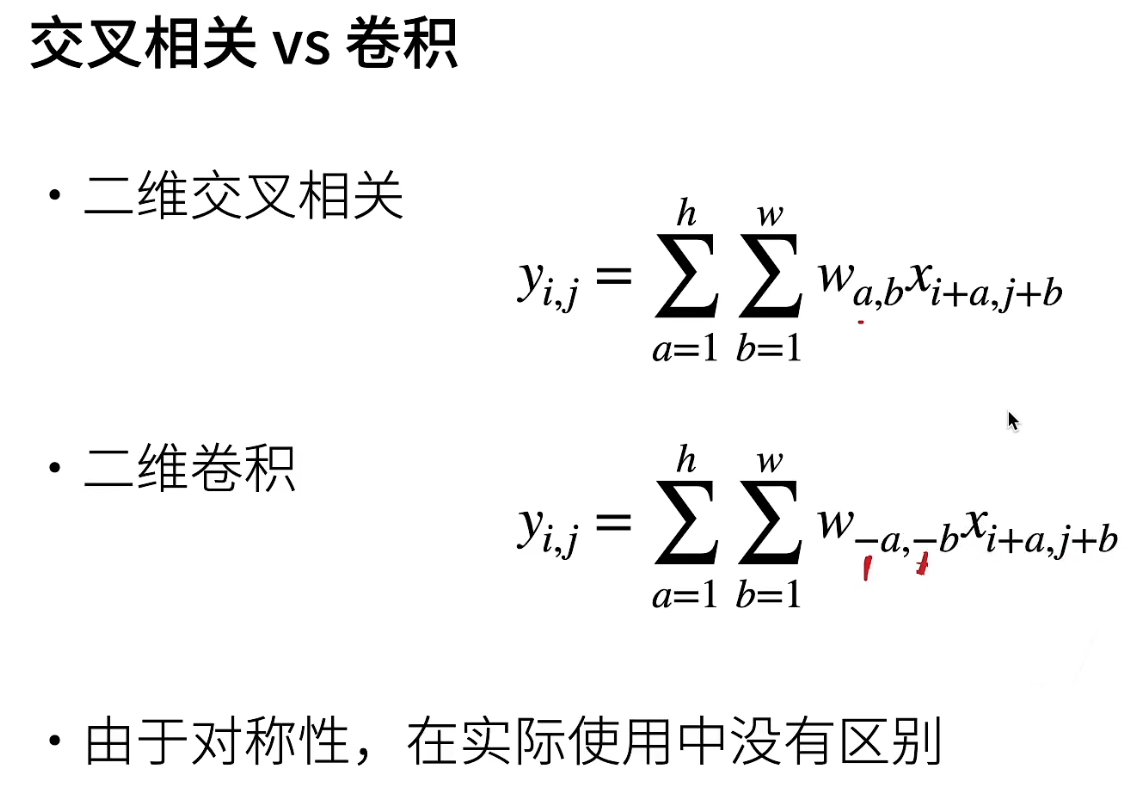 交叉相关 vs 卷积
• 二维交叉相关
y_{i,j} = \sum_{a=1}^{h} \sum_{b=1}^{w} w_{a,b} x_{i+a,j+b}
• 二维卷积
y_{i,j} = \sum_{a=1}^{h} \sum_{b=1}^{w} w_{-a,-b} x_{i+a,j+b}
• 由于对称性，在实际使用中没有区别